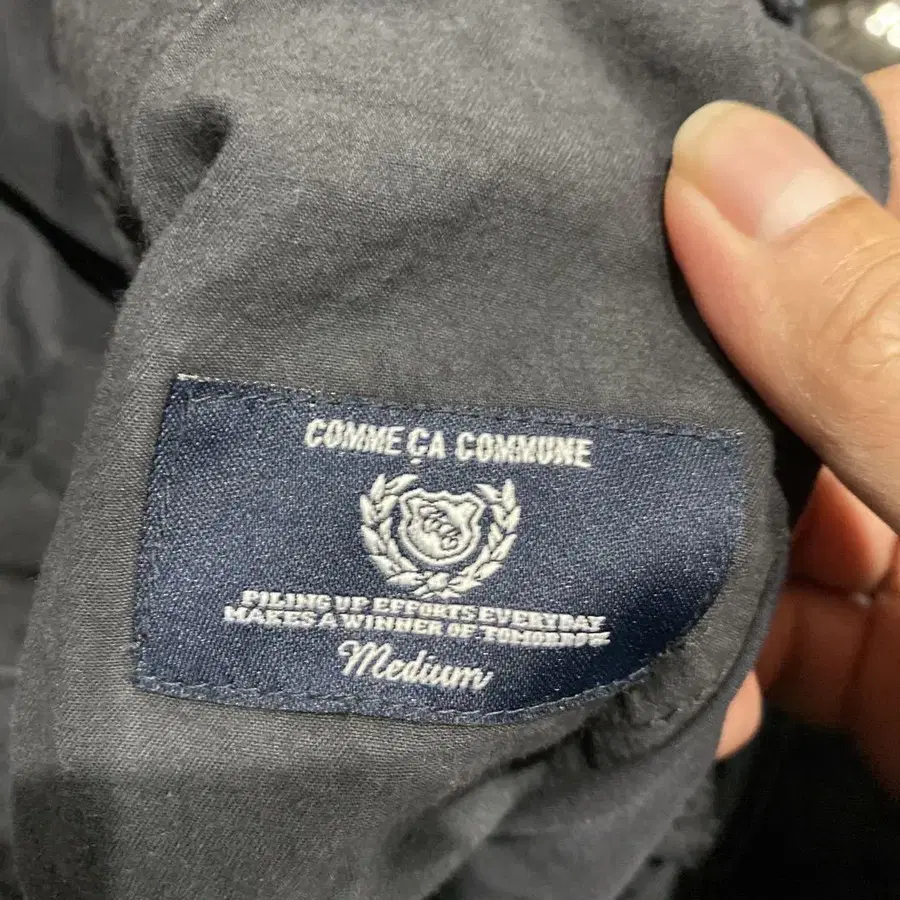 COMME ÇA COMMUNE
PILING UP EFFORTS EVERYDAY
MAKES A WINNER OF TOMORROW
Medium